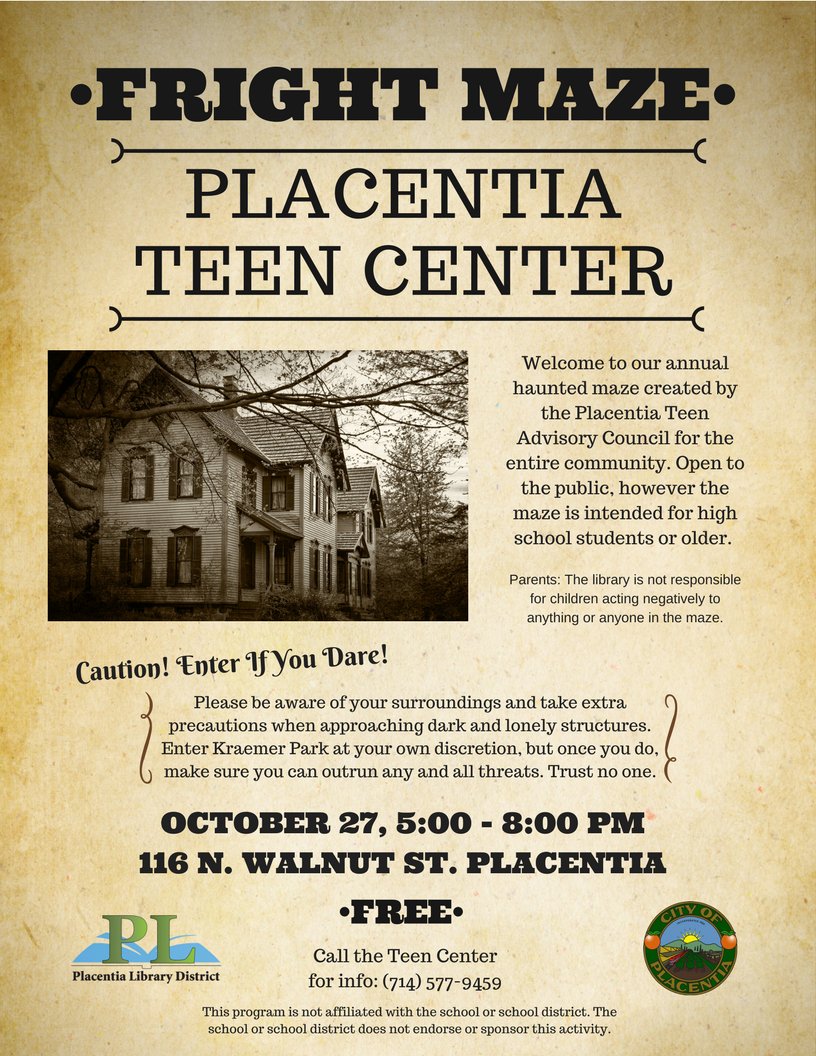 •FRIGHT MAZE•
PLACENTIA
TEEN CENTER
Welcome to our annual
haunted maze created by
the Placentia Teen
Advisory Council for the
entire community. Open to
the public, however the
maze is intended for high
school students or older.
Parents: The library is not responsible
for children acting negatively to
anything or anyone in the maze.
Caution! Enter If You Dare!
Please be aware of your surroundings and take extra
precautions when approaching dark and lonely structures.
Enter Kraemer Park at your own discretion, but once you do,
make sure you can outrun any and all threats. Trust no one.
OCTOBER 27, 5:00 - 8:00 PM
116 N. WALNUT ST. PLACENTIA
•FREE•
PL
Placentia Library District
Call the Teen Center
for info: (714) 577-9459
CITY OF
PLACENTIA
This program is not affiliated with the school or school district. The
school or school district does not endorse or sponsor this activity.